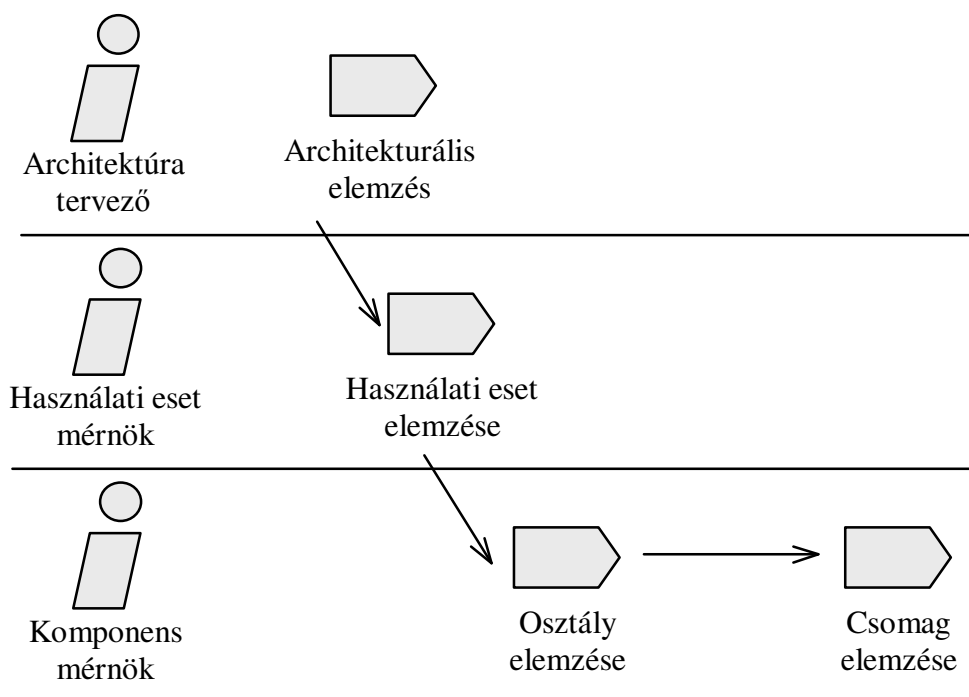 Architektúra
tervező
Architekturális
elemzés
Használati eset
mérnök
Használati eset
elemzése
Komponens
mérnök
Osztály
elemzése
Csomag
elemzése